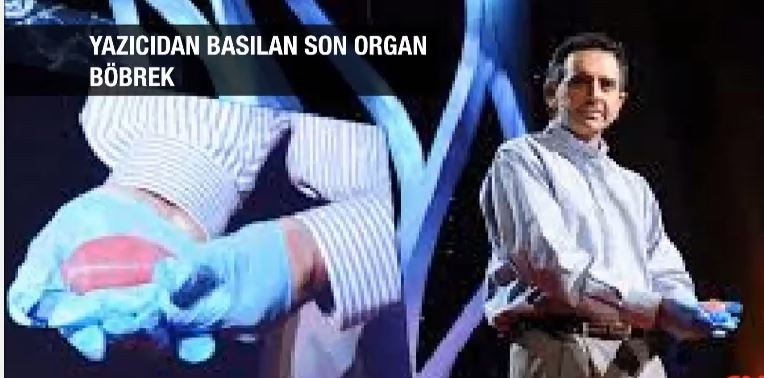 YAZICIDAN BASILAN SON ORGAN
BÖBREK